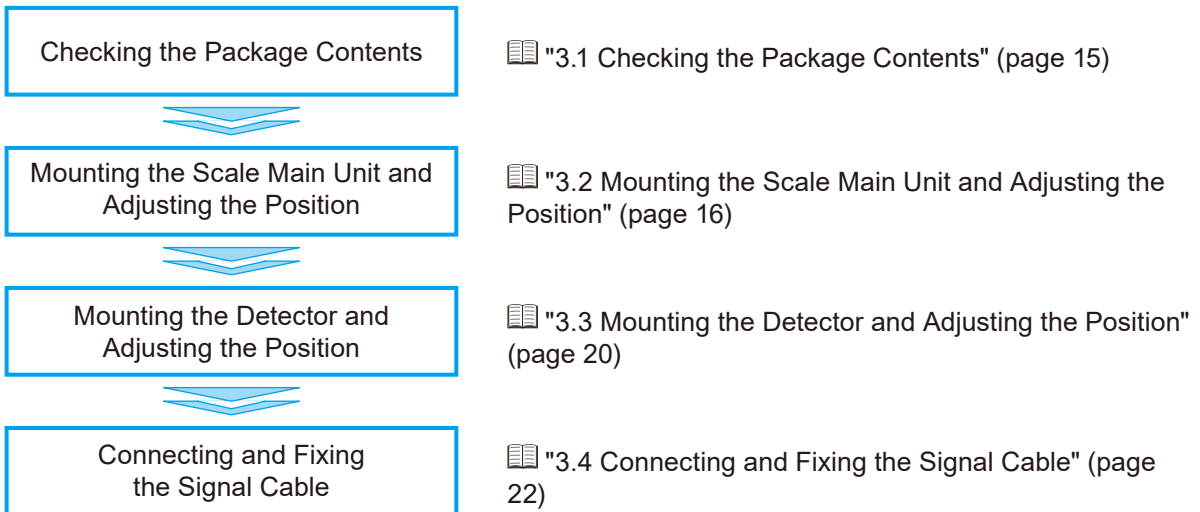 Checking the Package Contents
"3.1 Checking the Package Contents" (page 15)
Mounting the Scale Main Unit and
Adjusting the Position
"3.2 Mounting the Scale Main Unit and Adjusting the
Position" (page 16)
Mounting the Detector and
Adjusting the Position
"3.3 Mounting the Detector and Adjusting the Position"
(page 20)
Connecting and Fixing
the Signal Cable
"3.4 Connecting and Fixing the Signal Cable" (page
22)